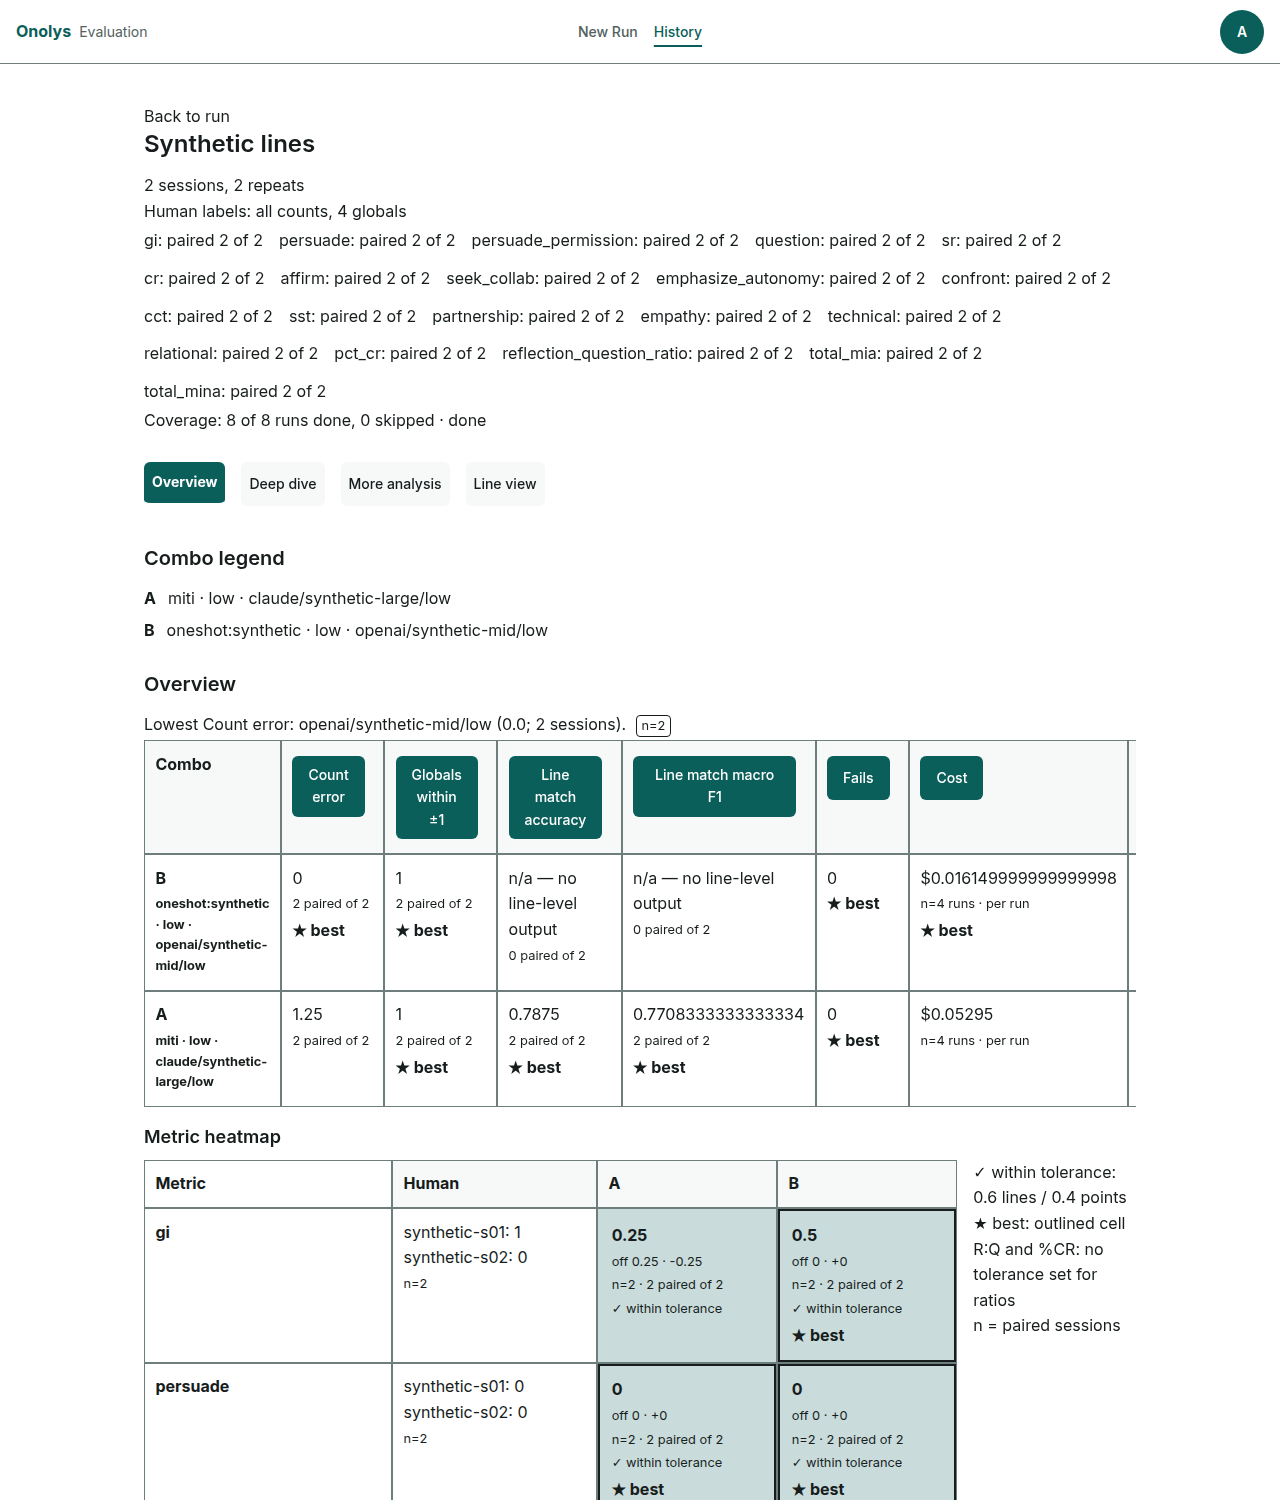 Onolys Evaluation New Run History A
Back to run
Synthetic lines
2 sessions, 2 repeats
Human labels: all counts, 4 globals
gi: paired 2 of 2 persuade: paired 2 of 2 persuade_permission: paired 2 of 2 question: paired 2 of 2 sr: paired 2 of 2
cr: paired 2 of 2 affirm: paired 2 of 2 seek_collab: paired 2 of 2 emphasize_autonomy: paired 2 of 2 confront: paired 2 of 2
cct: paired 2 of 2 sst: paired 2 of 2 partnership: paired 2 of 2 empathy: paired 2 of 2 technical: paired 2 of 2
relational: paired 2 of 2 pct_cr: paired 2 of 2 reflection_question_ratio: paired 2 of 2 total_mia: paired 2 of 2
total_mina: paired 2 of 2
Coverage: 8 of 8 runs done, 0 skipped · done
Overview Deep dive More analysis Line view
Combo legend
A miti · low · claude/synthetic-large/low
B oneshot:synthetic · low · openai/synthetic-mid/low
Overview
Lowest Count error: openai/synthetic-mid/low (0.0; 2 sessions). n=2
Combo
Count
error
Globals
within
±1
Line
match
accuracy
Line match macro
F1
Fails
Cost
B
oneshot:synthetic
· low ·
openai/synthetic-
mid/low
0
2 paired of 2
★ best
1
2 paired of 2
★ best
n/a — no
line-level
output
0 paired of 2
n/a — no line-level
output
0 paired of 2
0
★ best
$0.016149999999999998
n=4 runs · per run
★ best
A
miti · low ·
claude/synthetic-
large/low
1.25
2 paired of 2
1
2 paired of 2
★ best
0.7875
2 paired of 2
★ best
0.7708333333333334
2 paired of 2
★ best
0
★ best
$0.05295
n=4 runs · per run
Metric heatmap
Metric Human A B
gi
synthetic-s01: 1
synthetic-s02: 0
n=2
0.25
off 0.25 · -0.25
n=2 · 2 paired of 2
✓ within tolerance
0.5
off 0 · +0
n=2 · 2 paired of 2
✓ within tolerance
★ best
persuade
synthetic-s01: 0
synthetic-s02: 0
n=2
0
off 0 · +0
n=2 · 2 paired of 2
✓ within tolerance
★ best
0
off 0 · +0
n=2 · 2 paired of 2
✓ within tolerance
★ best
✓ within tolerance:
0.6 lines / 0.4 points
★ best: outlined cell
R:Q and %CR: no
tolerance set for
ratios
n = paired sessions